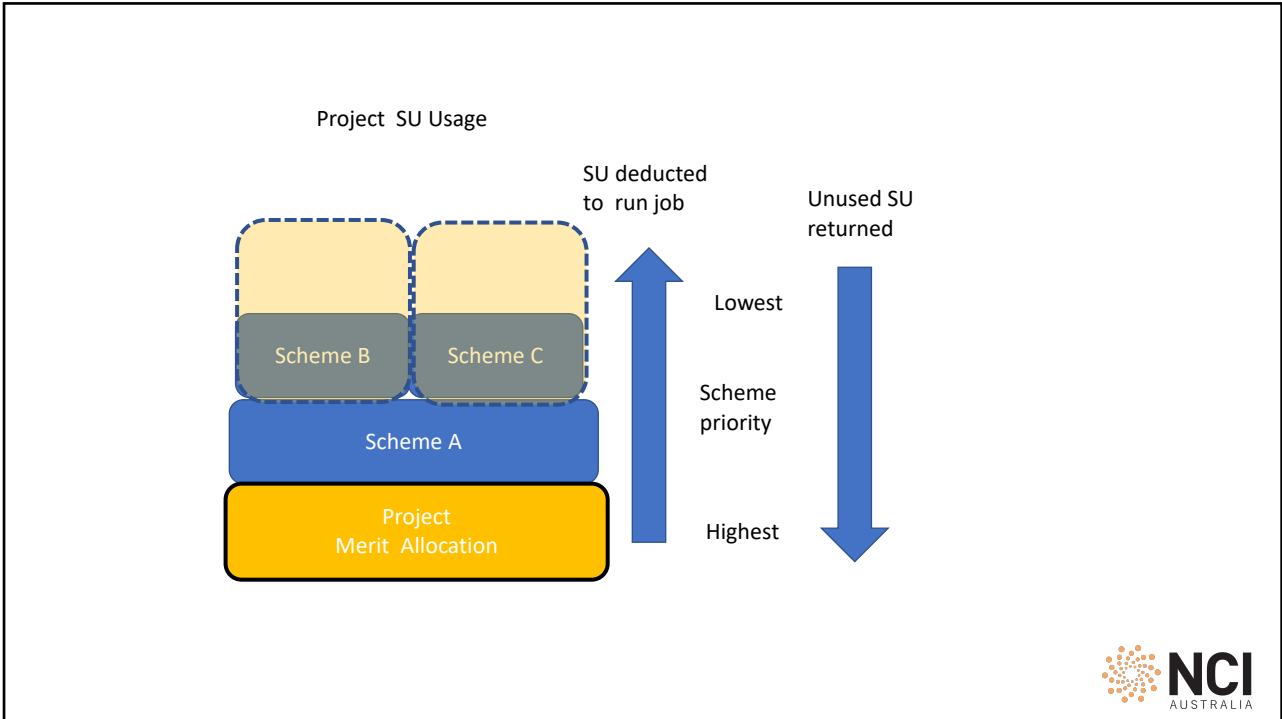 Project SU Usage
SU deducted
to run job
Unused SU
returned
Lowest
Scheme B
Scheme C
Scheme
priority
Scheme A
Project
Merit Allocation
Highest
NCI
AUSTRALIA